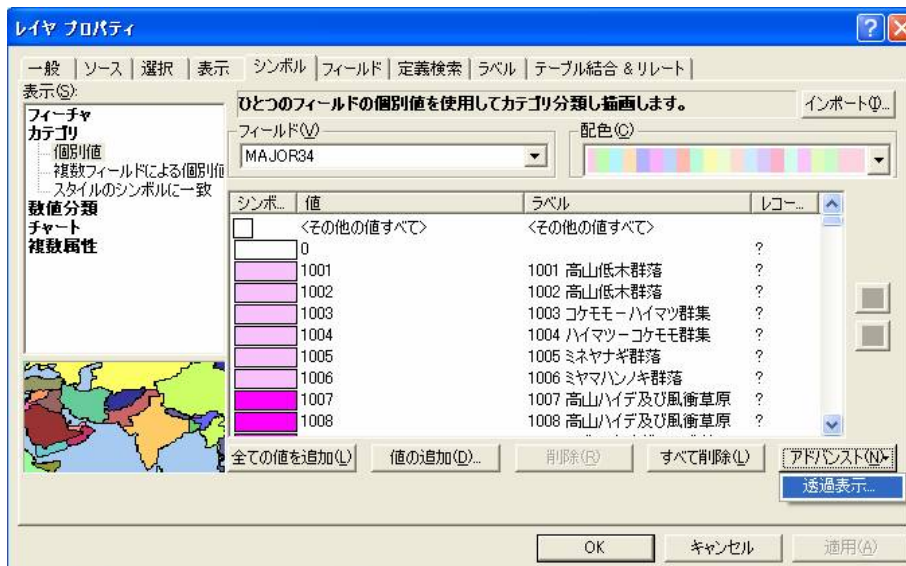 レイヤ プロパティ
一般 ソース 選択 表示 シンボル フィールド 定義検索 ラベル テーブル結合 & リレート
表示(S):
フィーチャ
カテゴリ
個別値
複数フィールドによる個別値
スタイルのシンボルに一致
数値分類
チャート
複数属性
ひとつのフィールドの個別値を使用してカテゴリ分類し描画します。
インポート(I)...
フィールド(V)
MAJOR34
配色(C)
シンボ... 値 ラベル レコー...
<その他の値すべて> <その他の値すべて>
0 ?
1001 1001 高山低木群落 ?
1002 1002 高山低木群落 ?
1003 1003 コケモモーハイマツ群集 ?
1004 1004 ハイマツーコケモモ群集 ?
1005 1005 ミネヤナギ群落 ?
1006 1006 ミヤマハンノキ群落 ?
1007 1007 高山ハイデ及び風衝草原 ?
1008 1008 高山ハイデ及び風衝草原 ?
全ての値を追加(L) 値の追加(D)... 削除(R) すべて削除(L) アドバンスト(N)
透過表示...
OK キャンセル 適用(A)